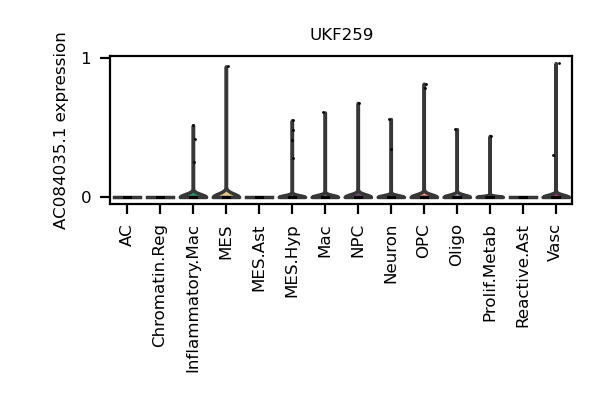 UKF259
AC084035.1 expression
1
0
AC
Chromatin.Reg
Inflammatory.Mac
MES
MES.Ast
MES.Hyp
Mac
NPC
Neuron
OPC
Oligo
Prolif.Metab
Reactive.Ast
Vasc